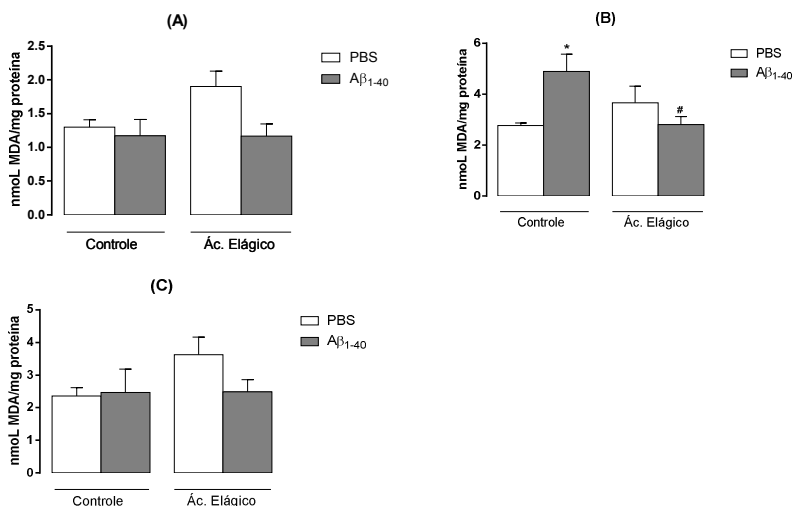 (A)
nmoL MDA/mg proteína
2.5
2.0
1.5
1.0
0.5
0.0
PBS
Aβ1-40
Controle
Ác. Elágico
(B)
nmoL MDA/mg proteína
6
4
2
0
*
#
PBS
Aβ1-40
Controle
Ác. Elágico
(C)
nmoL MDA/mg proteína
5
4
3
2
1
0
PBS
Aβ1-40
Controle
Ác. Elágico